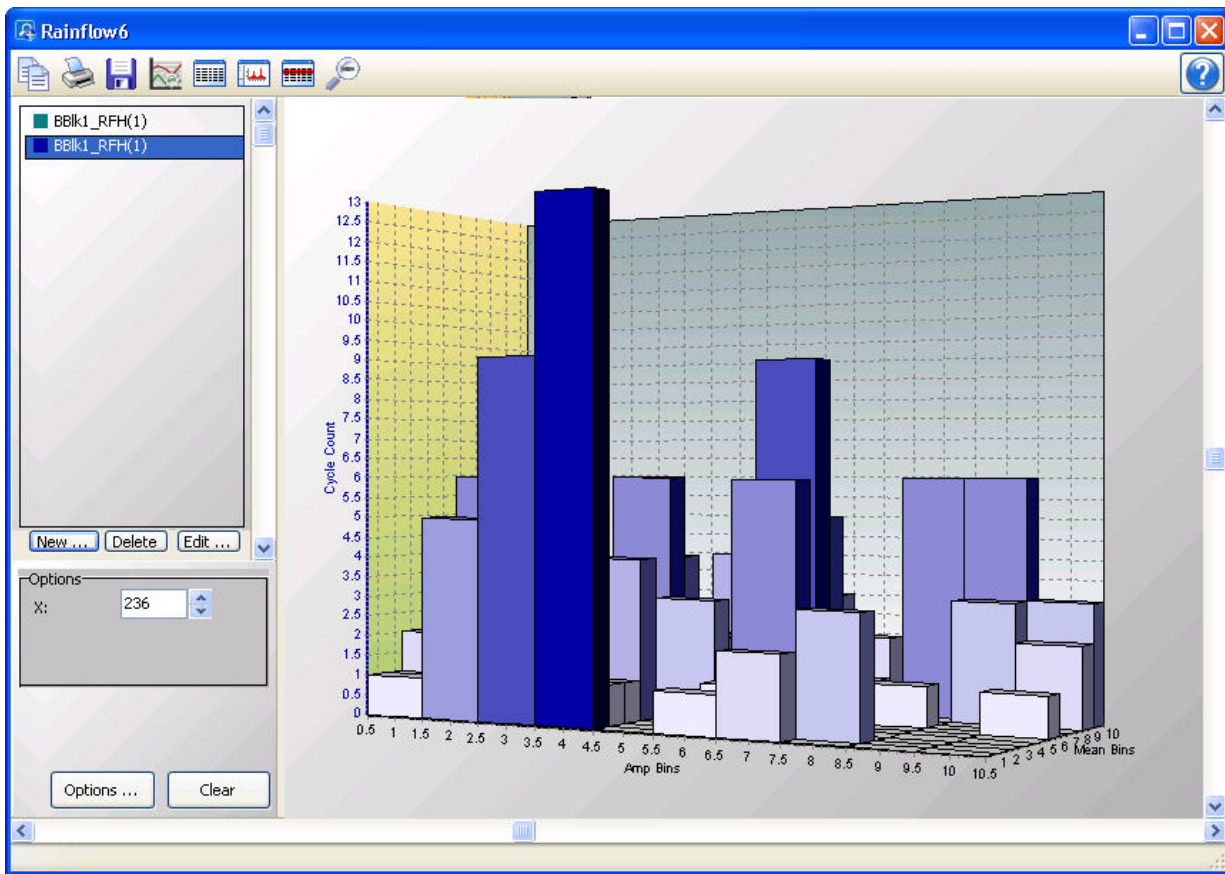 Rainflow6
BBlk1_RFH(1)
BBlk1_RFH(1)
New ... Delete Edit ...
Options
X: 236
Options ... Clear
13
12.5
12
11.5
11
10.5
10
9.5
9
8.5
8
7.5
7
6.5
6
5.5
5
4.5
4
3.5
3
2.5
2
1.5
1
0.5
0
Cycle Count
0.5 1 1.5 2 2.5 3 3.5 4 4.5 5 5.5 6 6.5 7 7.5 8 8.5 9 9.5 10 10.5
Amp Bins
1 2 3 4 5 6 7 8 9 10
Mean Bins